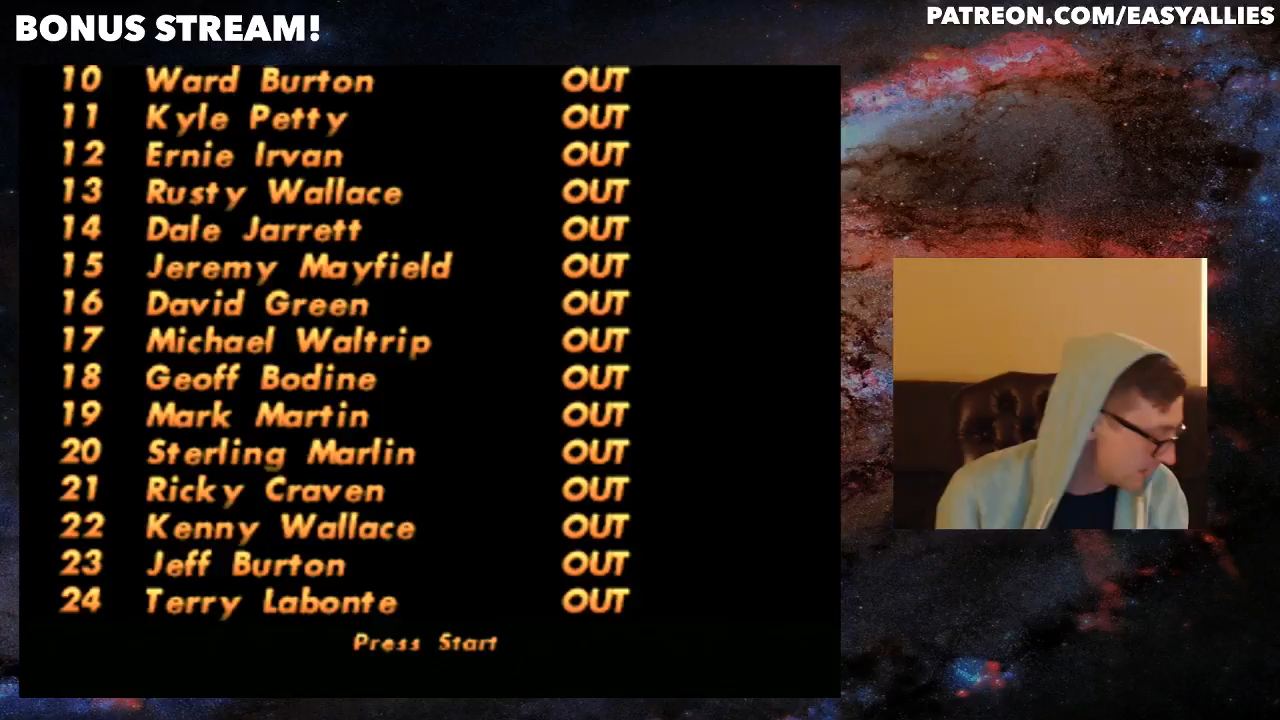 BONUS STREAM!
PATREON.COM/EASYALLIES
10 Ward Burton OUT
11 Kyle Petty OUT
12 Ernie Irvan OUT
13 Rusty Wallace OUT
14 Dale Jarrett OUT
15 Jeremy Mayfield OUT
16 David Green OUT
17 Michael Waltrip OUT
18 Geoff Bodine OUT
19 Mark Martin OUT
20 Sterling Marlin OUT
21 Ricky Craven OUT
22 Kenny Wallace OUT
23 Jeff Burton OUT
24 Terry Labonte OUT
Press Start